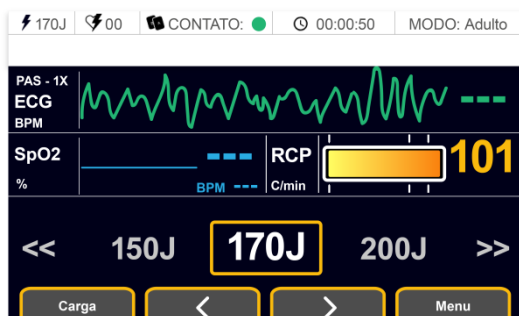 170J 00 CONTATO: 00:00:50 MODO: Adulto
PAS - 1X
ECG ---
BPM
SpO2 --- RCP 101
% BPM --- C/min
<< 150J 170J 200J >>
Carga < > Menu